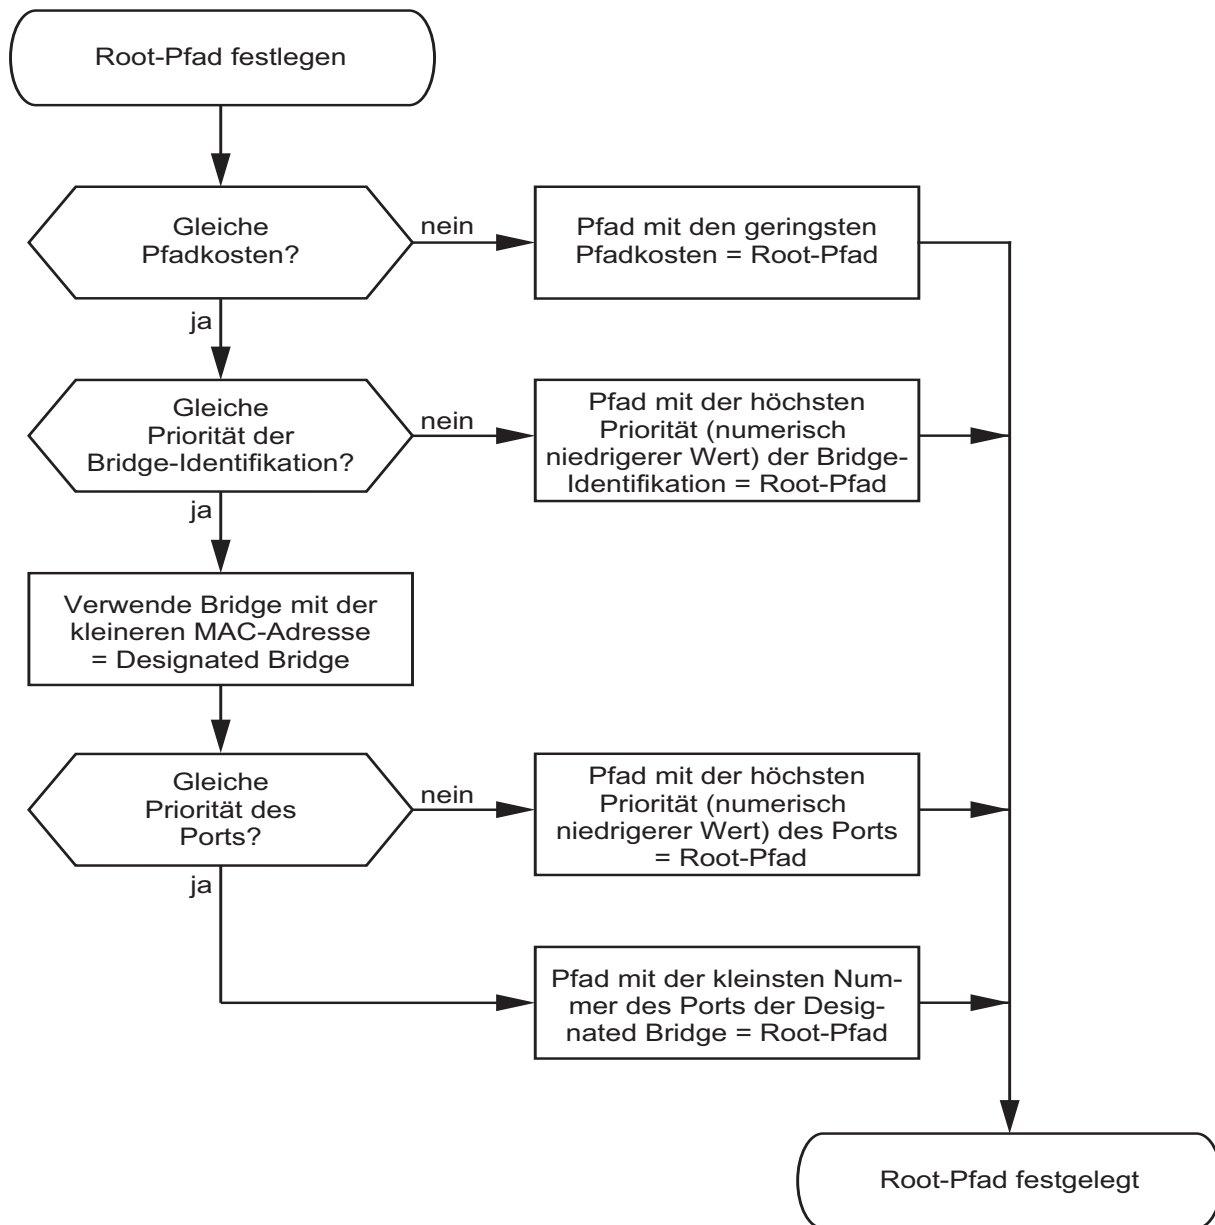 Root-Pfad festlegen
Gleiche
Pfadkosten?
nein
Pfad mit den geringsten
Pfadkosten = Root-Pfad
ja
Gleiche
Priorität der
Bridge-Identifikation?
nein
Pfad mit der höchsten
Priorität (numerisch
niedrigerer Wert) der Bridge-
Identifikation = Root-Pfad
ja
Verwende Bridge mit der
kleineren MAC-Adresse
= Designated Bridge
Gleiche
Priorität des
Ports?
nein
Pfad mit der höchsten
Priorität (numerisch
niedrigerer Wert) des Ports
= Root-Pfad
ja
Pfad mit der kleinsten Num-
mer des Ports der Desig-
nated Bridge = Root-Pfad
Root-Pfad festgelegt